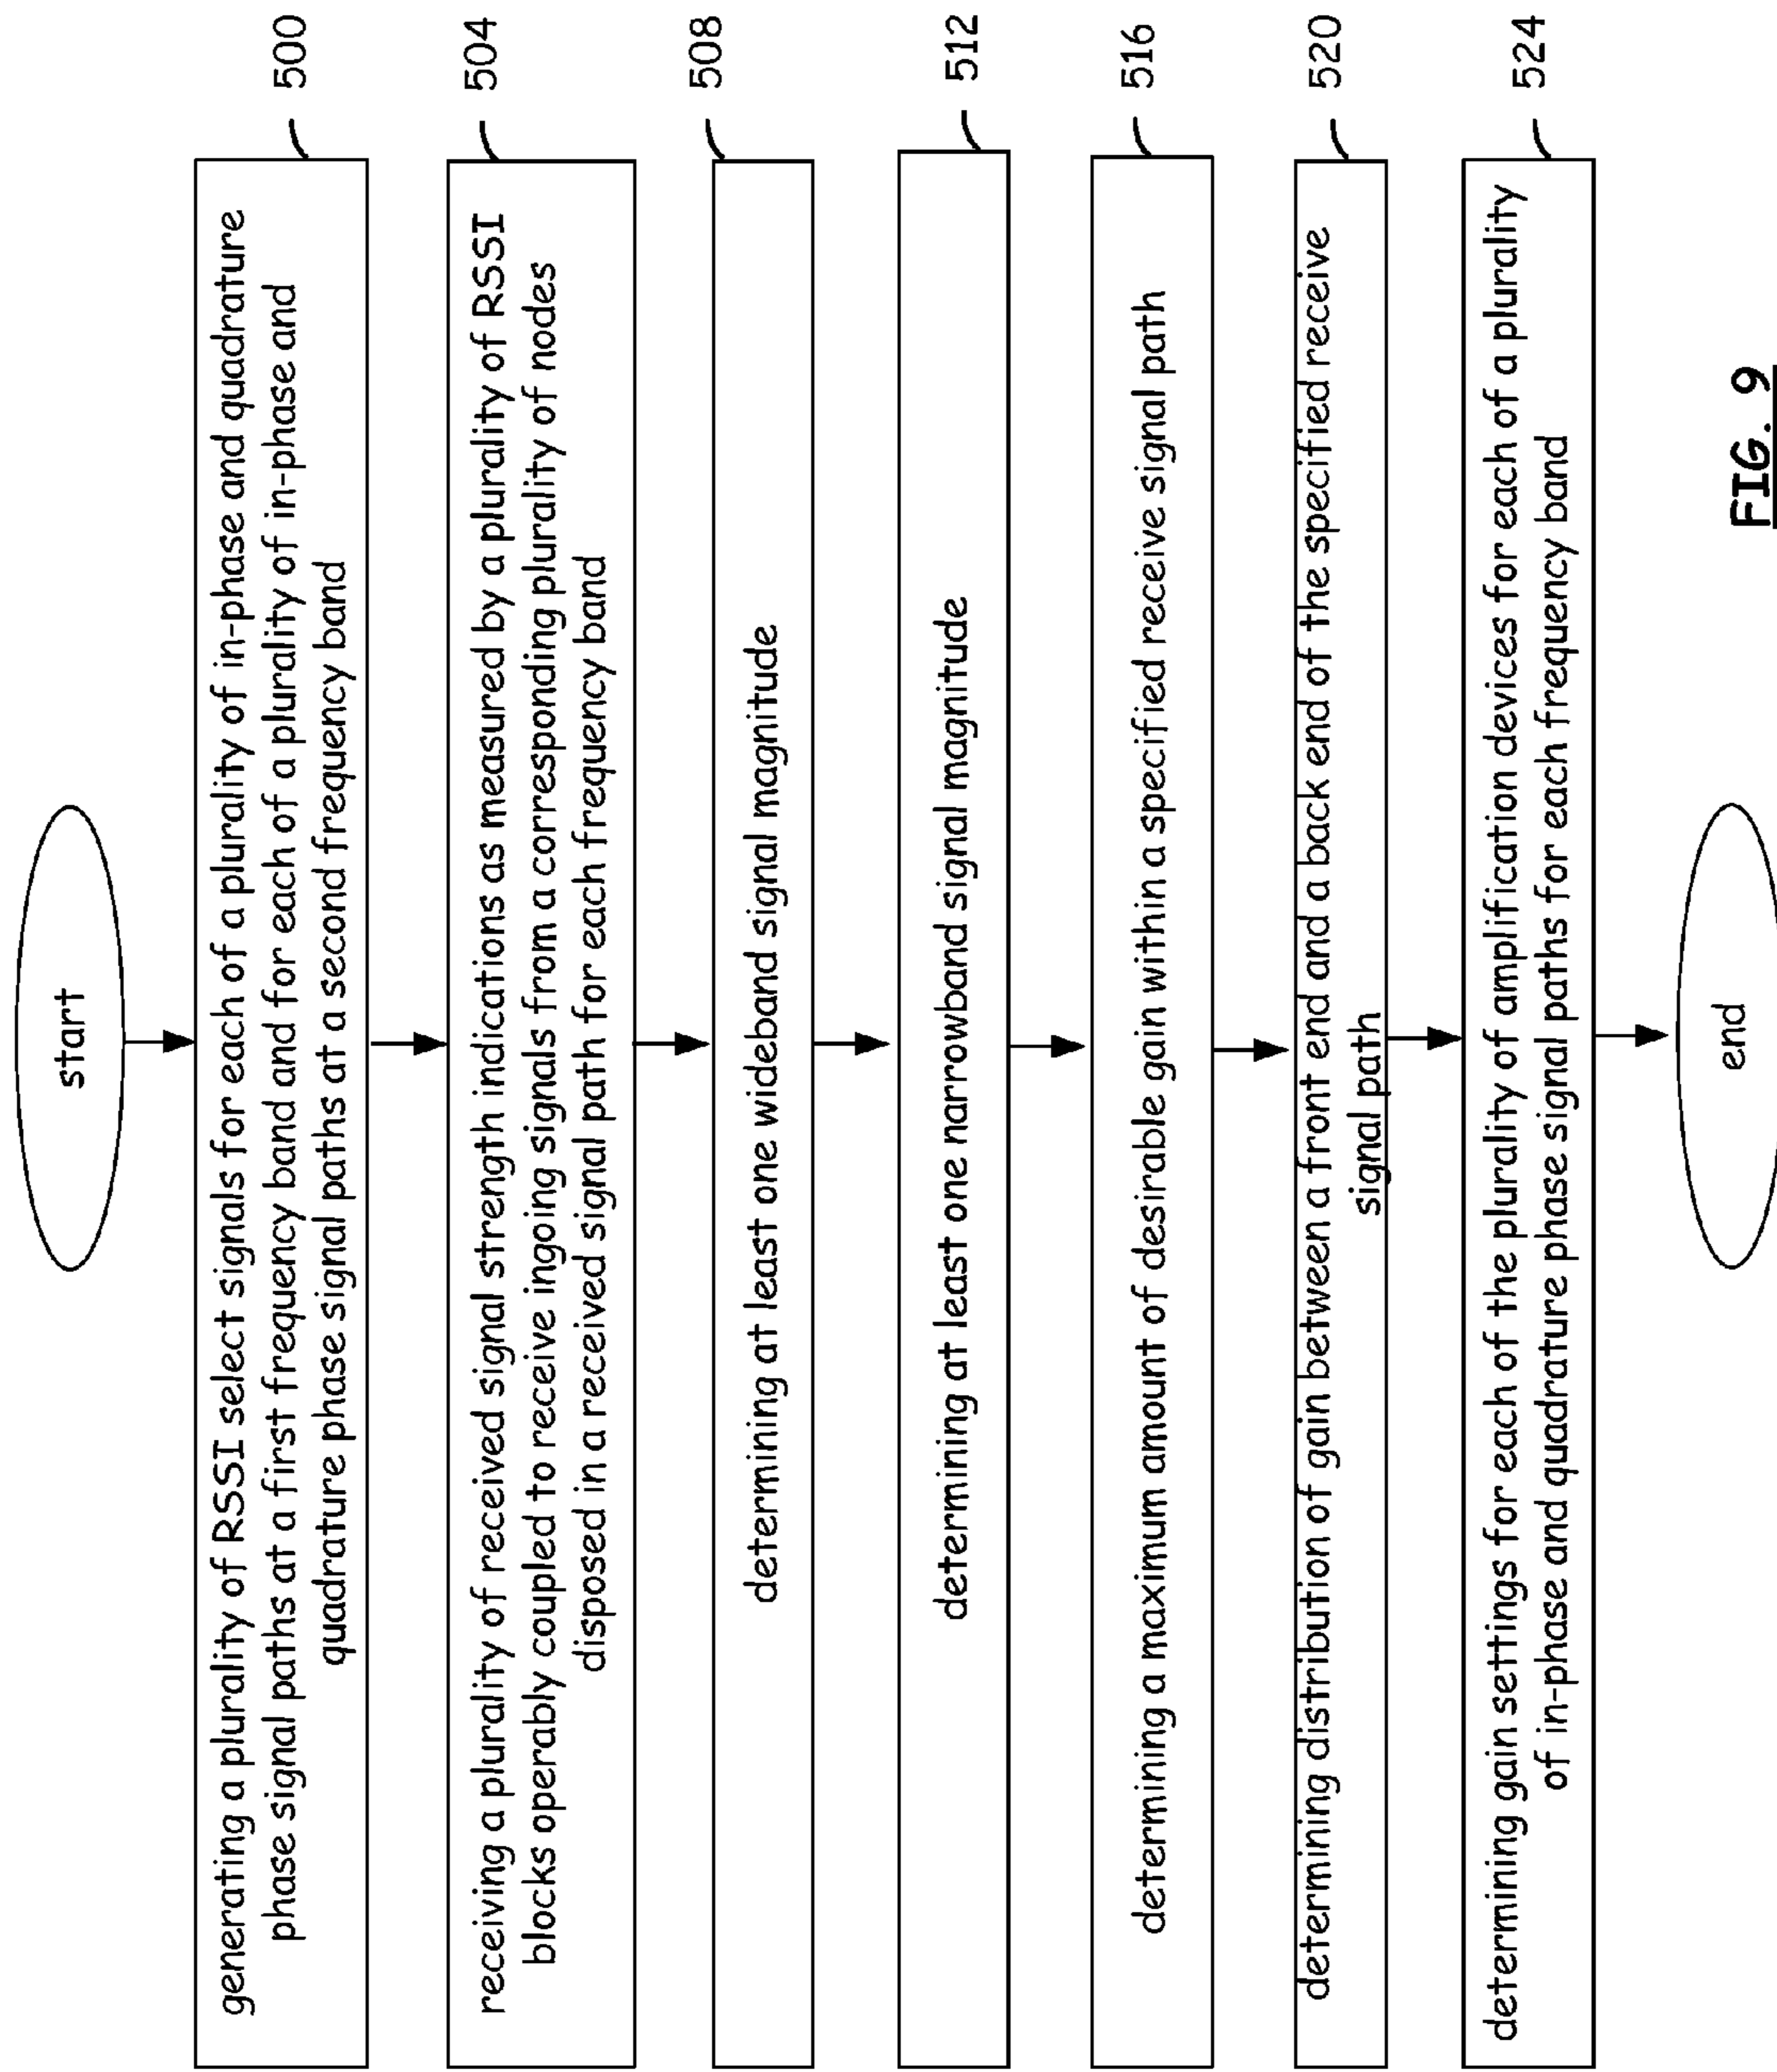 start
generating a plurality of RSSI select signals for each of a plurality of in-phase and quadrature
phase signal paths at a first frequency band and for each of a plurality of in-phase and
quadrature phase signal paths at a second frequency band
500
receiving a plurality of received signal strength indications as measured by a plurality of RSSI
blocks operably coupled to receive ingoing signals from a corresponding plurality of nodes
disposed in a received signal path for each frequency band
504
determining at least one wideband signal magnitude
508
determining at least one narrowband signal magnitude
512
determining a maximum amount of desirable gain within a specified receive signal path
516
determining distribution of gain between a front end and a back end of the specified receive
signal path
520
determining gain settings for each of the plurality of amplification devices for each of a plurality
of in-phase and quadrature phase signal paths for each frequency band
524
end
FIG. 9